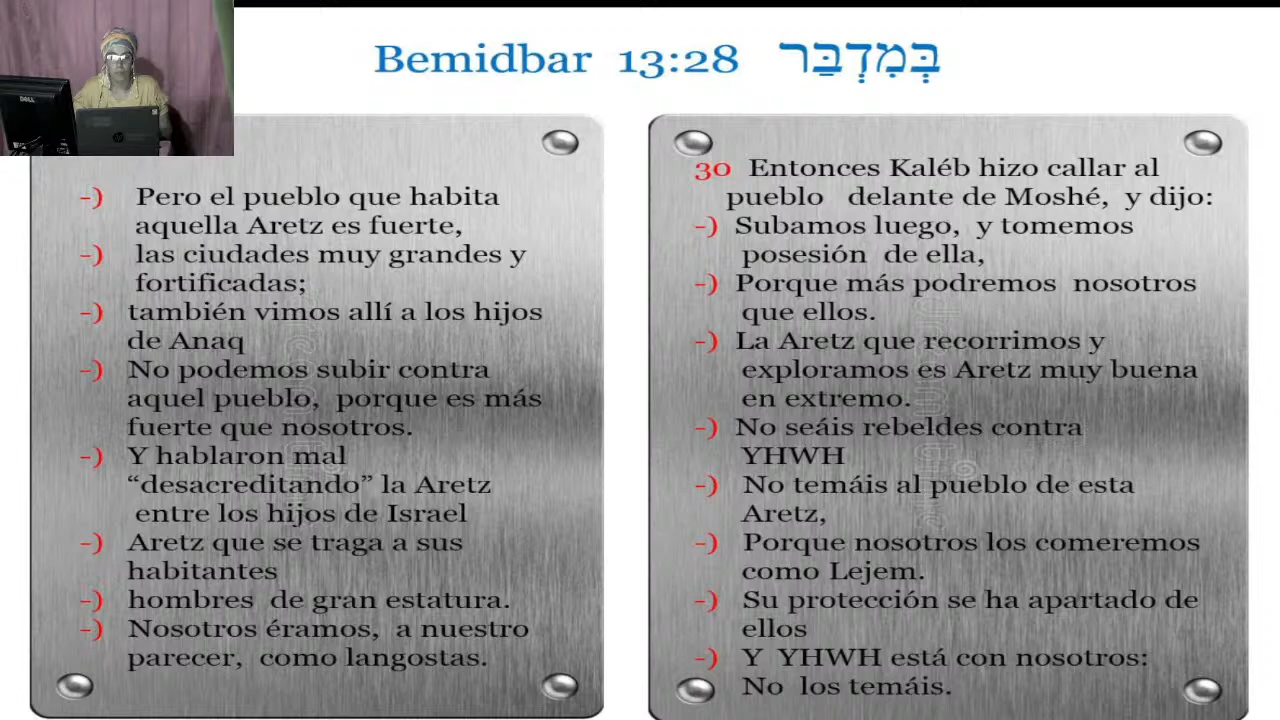 Bemidbar 13:28 בְּמִדְבַּר
-) Pero el pueblo que habita
aquella Aretz es fuerte,
-) las ciudades muy grandes y
fortificadas;
-) también vimos allí a los hijos
de Anaq
-) No podemos subir contra
aquel pueblo, porque es más
fuerte que nosotros.
-) Y hablaron mal
“desacreditando” la Aretz
entre los hijos de Israel
-) Aretz que se traga a sus
habitantes
-) hombres de gran estatura.
-) Nosotros éramos, a nuestro
parecer, como langostas.
30 Entonces Kaléb hizo callar al
pueblo delante de Moshé, y dijo:
-) Subamos luego, y tomemos
posesión de ella,
-) Porque más podremos nosotros
que ellos.
-) La Aretz que recorrimos y
exploramos es Aretz muy buena
en extremo.
-) No seáis rebeldes contra
YHWH
-) No temáis al pueblo de esta
Aretz,
-) Porque nosotros los comeremos
como Lejem.
-) Su protección se ha apartado de
ellos
-) Y YHWH está con nosotros:
No los temáis.
DELL